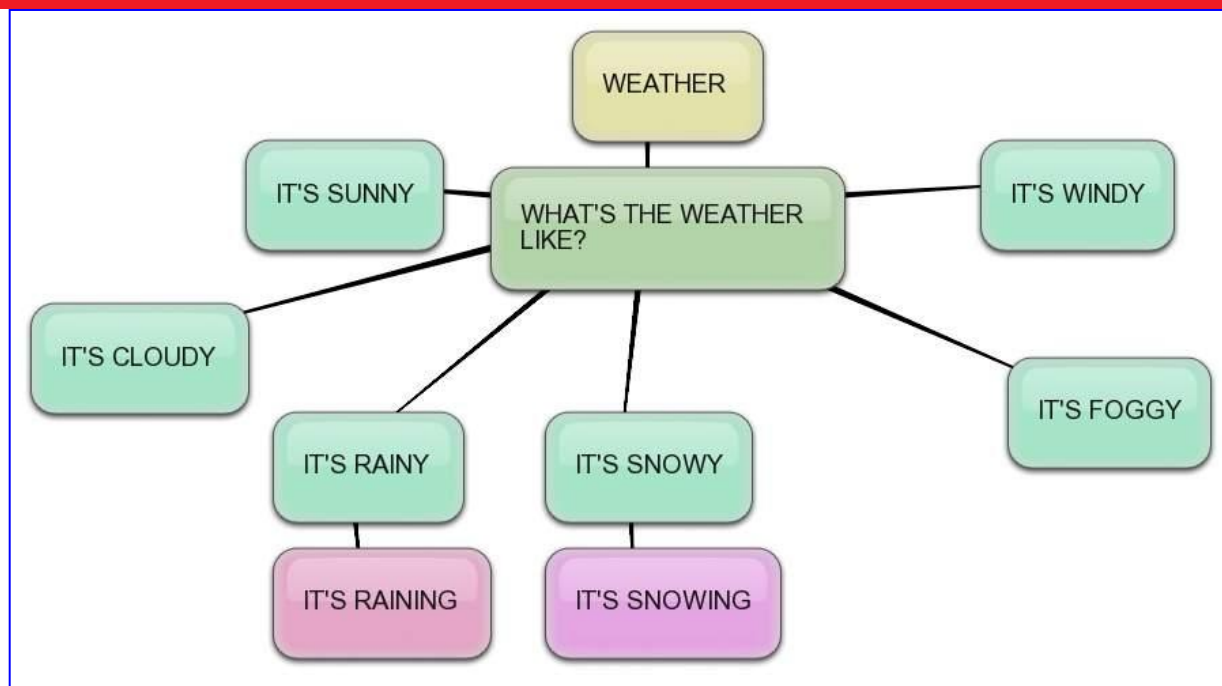 WEATHER
IT'S SUNNY
WHAT'S THE WEATHER
LIKE?
IT'S WINDY
IT'S CLOUDY
IT'S FOGGY
IT'S RAINY
IT'S SNOWY
IT'S RAINING
IT'S SNOWING